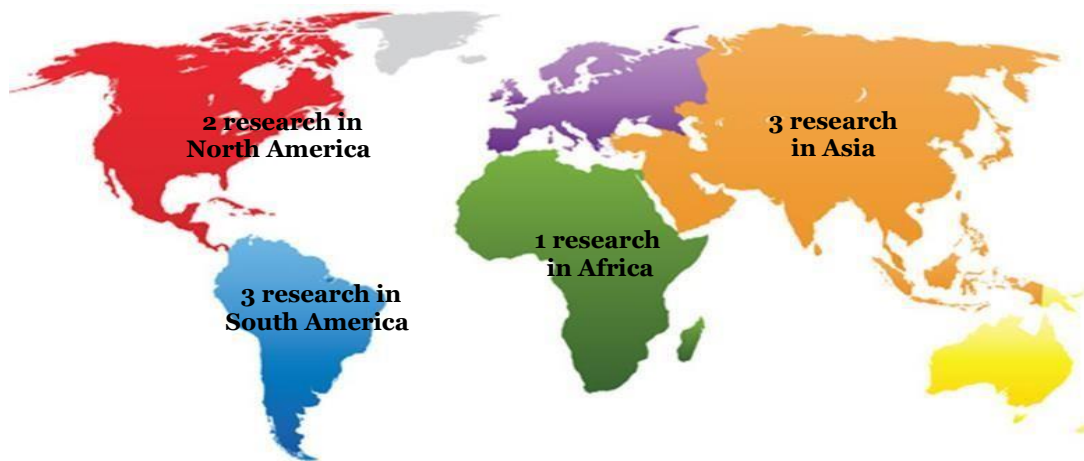 2 research in
North America
3 research
in Asia
1 research
in Africa
3 research in
South America